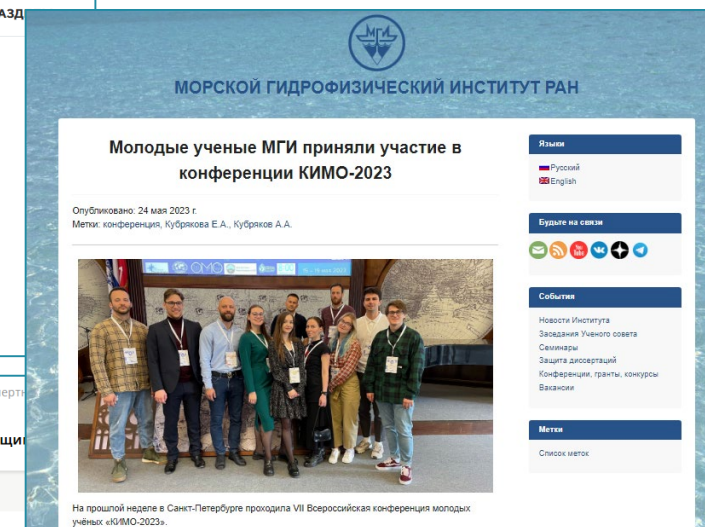 МГИ
МОРСКОЙ ГИДРОФИЗИЧЕСКИЙ ИНСТИТУТ РАН
Молодые ученые МГИ приняли участие в
конференции КИМО-2023
Опубликовано: 24 мая 2023 г.
Метки: конференция, Кубрякова Е.А., Кубряков А.А.
На прошлой неделе в Санкт-Петербурге проходила VII Всероссийская конференция молодых
учёных «КИМО-2023».
Языки
Русский
English
Будьте на связи
You
Tube
События
Новости Института
Заседания Ученого совета
Семинары
Защита диссертаций
Конференции, гранты, конкурсы
Вакансии
Метки
Список меток